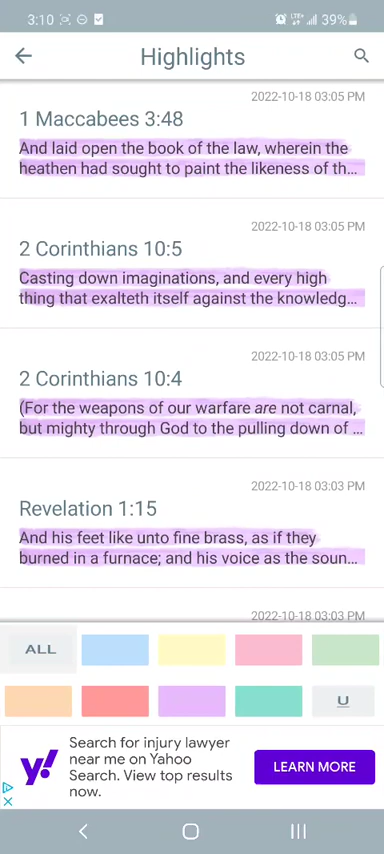 3:10
39%
Highlights
2022-10-18 03:05 PM
1 Maccabees 3:48
And laid open the book of the law, wherein the
heathen had sought to paint the likeness of th...
2022-10-18 03:05 PM
2 Corinthians 10:5
Casting down imaginations, and every high
thing that exalteth itself against the knowledg...
2022-10-18 03:05 PM
2 Corinthians 10:4
(For the weapons of our warfare are not carnal,
but mighty through God to the pulling down of ...
2022-10-18 03:03 PM
Revelation 1:15
And his feet like unto fine brass, as if they
burned in a furnace; and his voice as the soun...
2022-10-18 03:03 PM
ALL
U
y!
Search for injury lawyer
near me on Yahoo
Search. View top results
now.
LEARN MORE